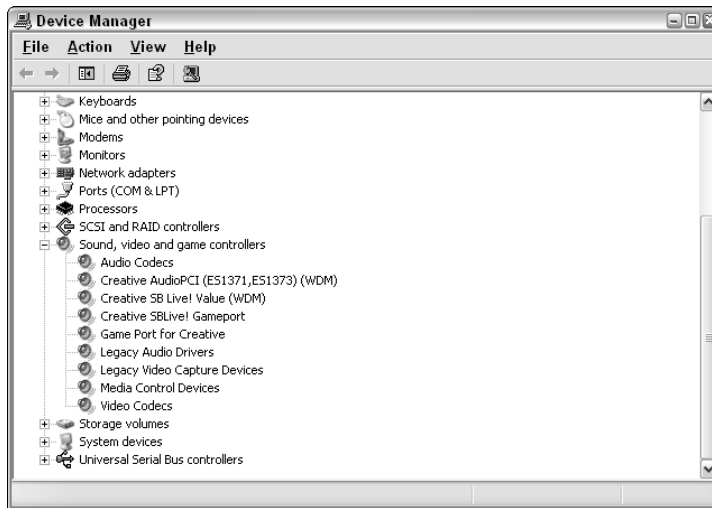 Device Manager
File Action View Help
Keyboards
Mice and other pointing devices
Modems
Monitors
Network adapters
Ports (COM & LPT)
Processors
SCSI and RAID controllers
Sound, video and game controllers
Audio Codecs
Creative AudioPCI (ES1371,ES1373) (WDM)
Creative SB Live! Value (WDM)
Creative SBLive! Gameport
Game Port for Creative
Legacy Audio Drivers
Legacy Video Capture Devices
Media Control Devices
Video Codecs
Storage volumes
System devices
Universal Serial Bus controllers